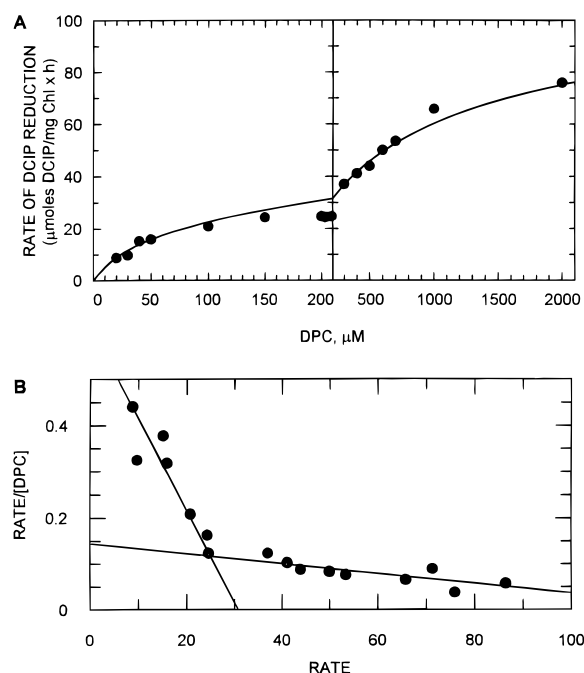 A
RATE OF DCIP REDUCTION
(μmoles DCIP/mg Chl x h)
100
80
60
40
20
0
0 50 100 150 200 500 1000 1500 2000
DPC, μM
B
RATE/[DPC]
0.4
0.2
0
0 20 40 60 80 100
RATE